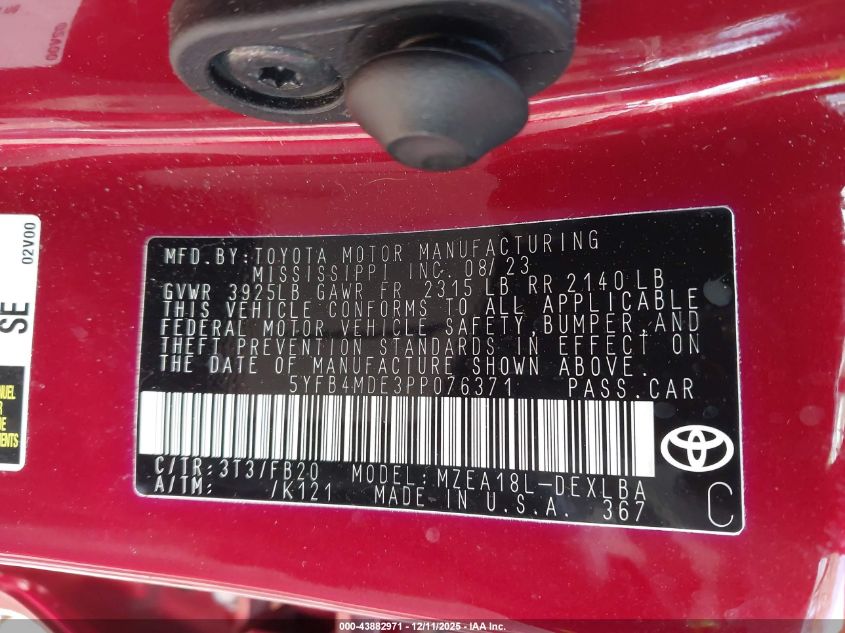 02V00
SE
NUEL
R
DE
MENTS
MFD.BY:TOYOTA MOTOR MANUFACTURING
MISSISSIPPI INC. 08/23
GVWR 3925LB GAWR FR 2315 LB RR 2140 LB
THIS VEHICLE CONFORMS TO ALL APPLICABLE
FEDERAL MOTOR VEHICLE SAFETY,BUMPER,AND
THEFT PREVENTION STANDARDS IN EFFECT ON
THE DATE OF MANUFACTURE SHOWN ABOVE.
5YFB4MDE3PP076371 PASS.CAR
C/TR:3T3/FB20 MODEL:MZEA18L-DEXLBA
A/TM: /K121 MADE IN U.S.A. 367
C
000-43882971 - 12/11/2025 - IAA Inc.